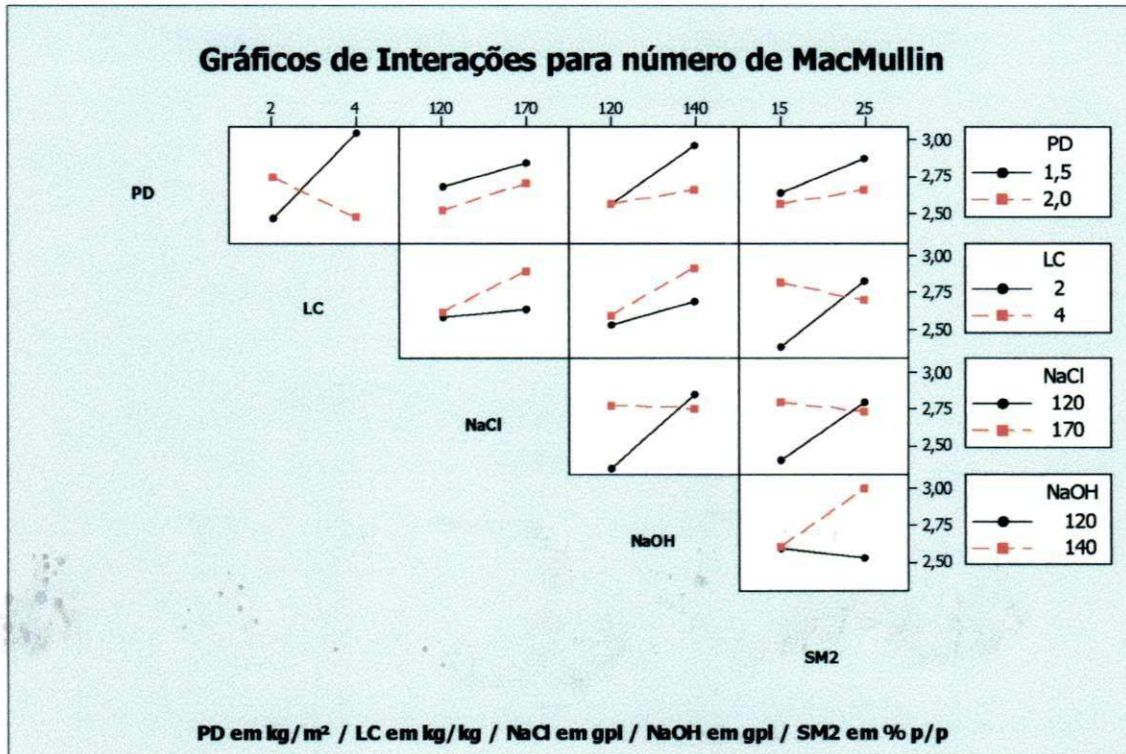 Gráficos de Interações para número de MacMullin
2 4 120 170 120 140 15 25
PD
3,00
2,75
2,50
PD
1,5
2,0
LC
3,00
2,75
2,50
LC
2
4
NaCl
3,00
2,75
2,50
NaCl
120
170
NaOH
3,00
2,75
2,50
NaOH
120
140
SM2
PD em kg/m² / LC em kg/kg / NaCl em gpl / NaOH em gpl / SM2 em % p/p